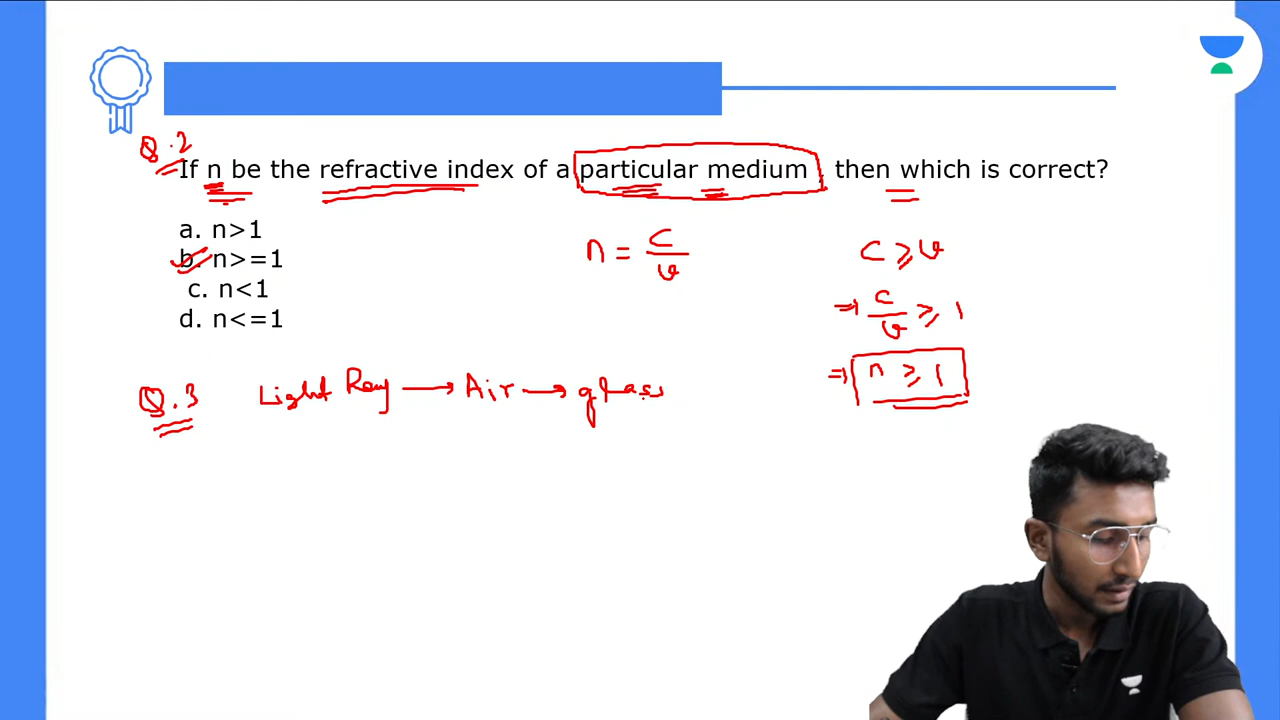 Q.2
If n be the refractive index of a particular medium then which is correct?
a. n>1
b. n>=1
c. n<1
d. n<=1
n = c/v
c ≥ v
⇒ c/v ≥ 1
⇒ n ≥ 1
Q.3 Light Ray → Air → glass